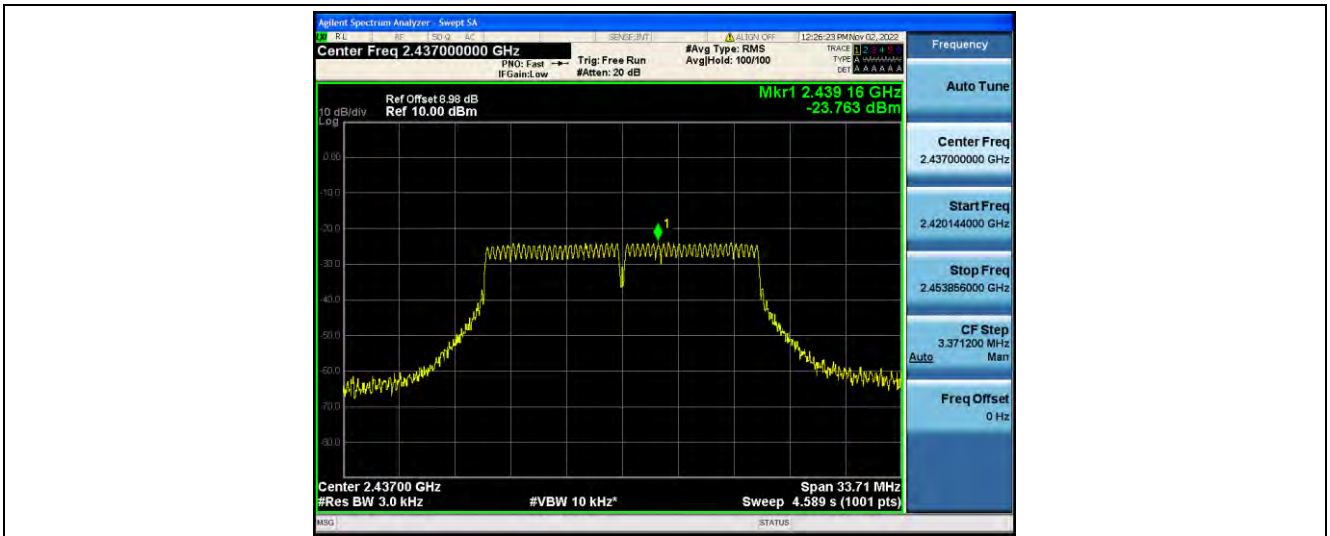 Agilent Spectrum Analyzer - Swept SA
RL RF 50 Ω AC SENSE:INT ALIGN OFF 12:26:23 PM Nov 02, 2022
Center Freq 2.437000000 GHz
PNO: Fast
IFGain:Low
Trig: Free Run
#Atten: 20 dB
#Avg Type: RMS
Avg|Hold: 100/100
TRACE 1 2 3 4 5 6
TYPE A
DET A A A A A A
Frequency
Mkr1 2.439 16 GHz
-23.763 dBm
Ref Offset 8.98 dB
10 dB/div Ref 10.00 dBm
Log
0.00
-10.0
-20.0
-30.0
-40.0
-50.0
-60.0
-70.0
-80.0
1
Center 2.43700 GHz
Span 33.71 MHz
#Res BW 3.0 kHz
#VBW 10 kHz*
Sweep 4.589 s (1001 pts)
Auto Tune
Center Freq
2.437000000 GHz
Start Freq
2.420144000 GHz
Stop Freq
2.453856000 GHz
CF Step
3.371200 MHz
Auto Man
Freq Offset
0 Hz
MSG
STATUS